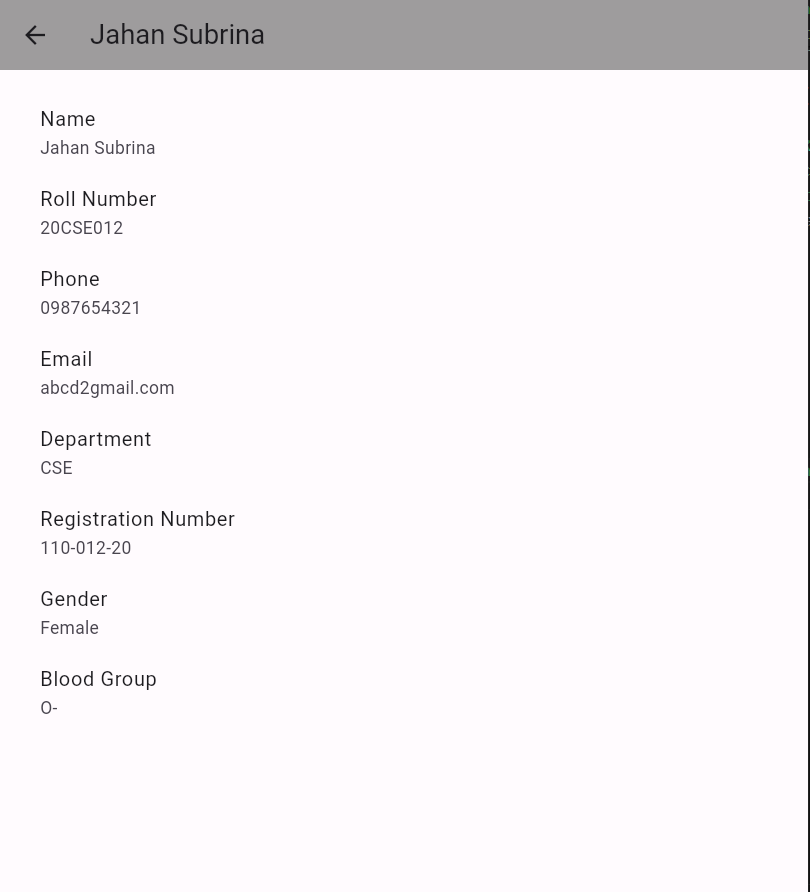 Jahan Subrina
Name
Jahan Subrina
Roll Number
20CSE012
Phone
0987654321
Email
abcd2gmail.com
Department
CSE
Registration Number
110-012-20
Gender
Female
Blood Group
O-